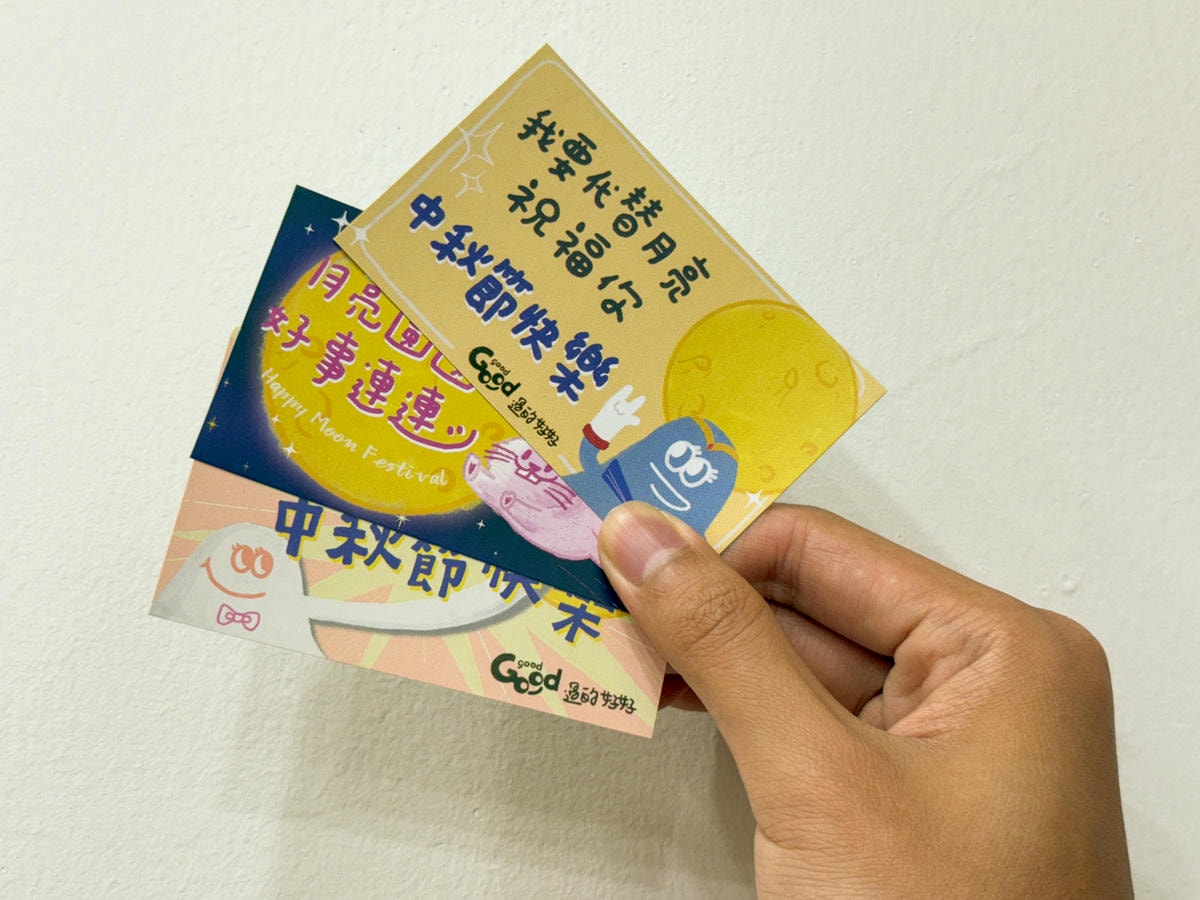 我要代替月亮
祝福你
中秋節快樂
good
Good
過的好好
月亮圓圓
好事連連
Happy Moon Festival
中秋節快樂
good
Good
過的好好